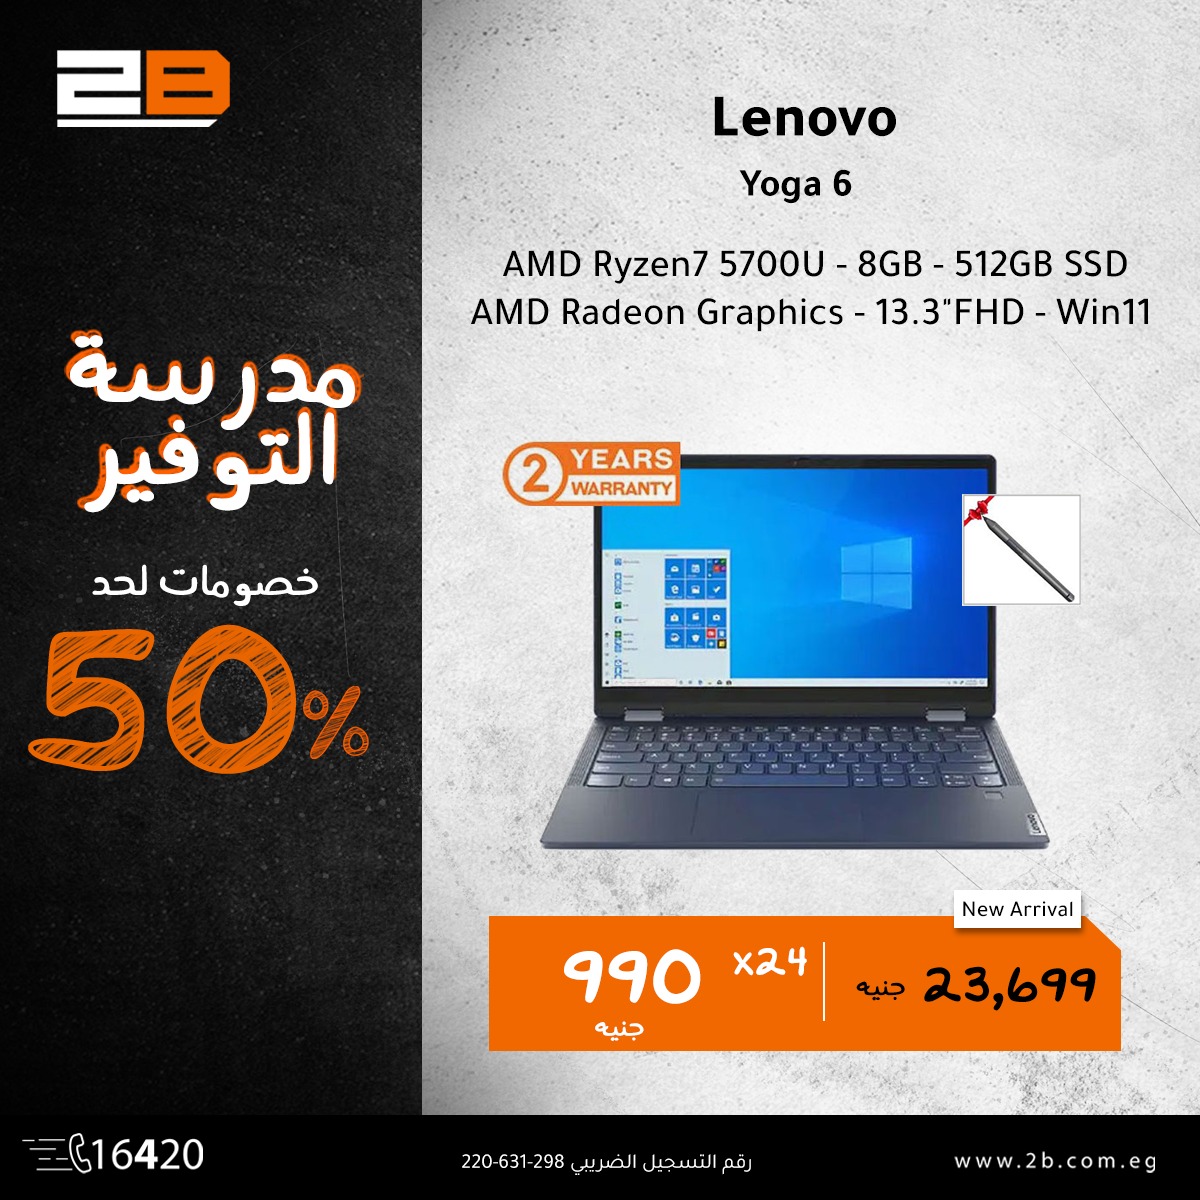 2B
Lenovo
Yoga 6
AMD Ryzen7 5700U - 8GB - 512GB SSD
AMD Radeon Graphics - 13.3"FHD - Win11
مدرسة
التوفير
خصومات لحد
50%
2 YEARS
WARRANTY
Lenovo
New Arrival
23,699 جنيه
x24
990
جنيه
16420
رقم التسجيل الضريبي 298-631-220
www.2b.com.eg